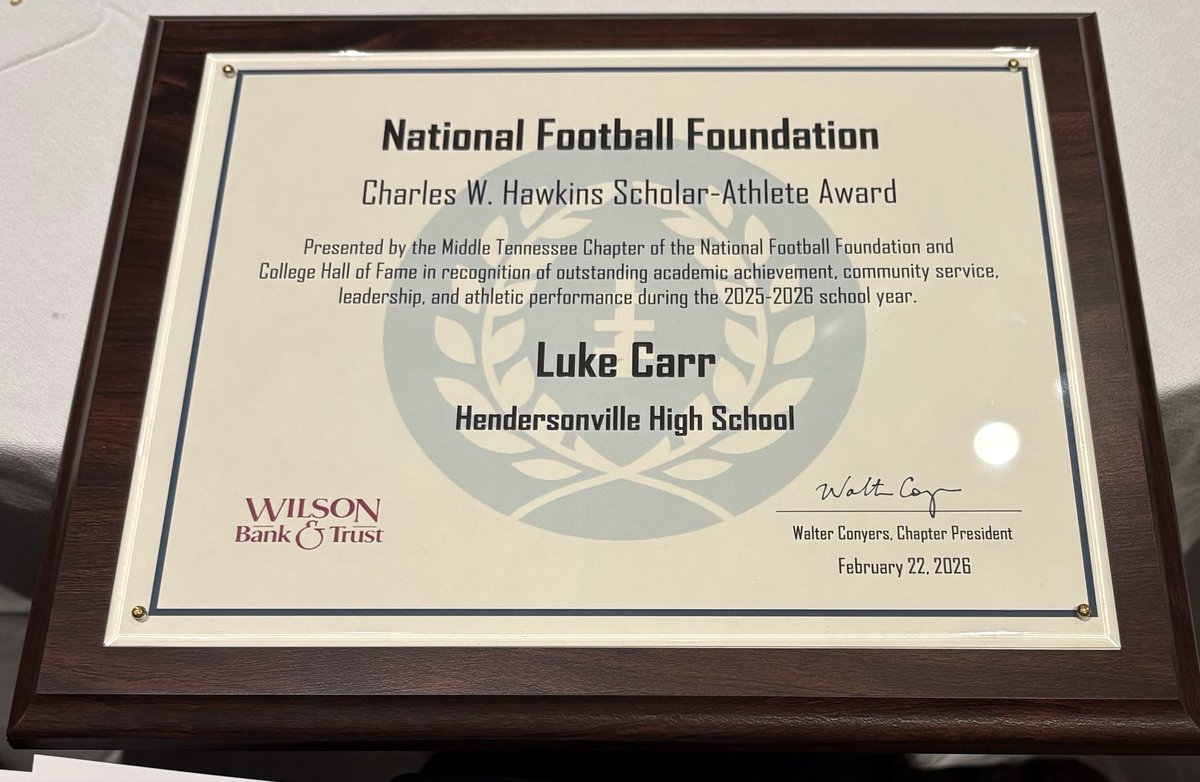 National Football Foundation
Charles W. Hawkins Scholar-Athlete Award
Presented by the Middle Tennessee Chapter of the National Football Foundation and
College Hall of Fame in recognition of outstanding academic achievement, community service,
leadership, and athletic performance during the 2025-2026 school year.
Luke Carr
Hendersonville High School
WILSON
Bank & Trust
Walter Conyers, Chapter President
February 22, 2026